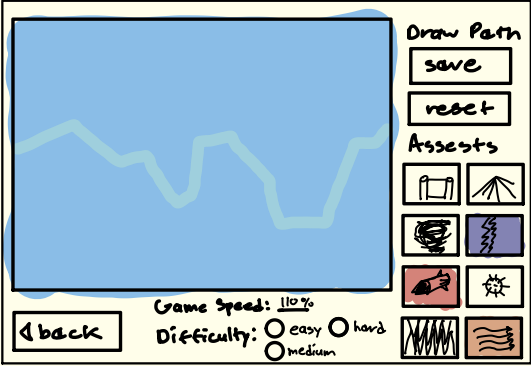 Draw Path
save
reset
Assests
Game Speed: 110%
Difficulty: easy hard
medium
back